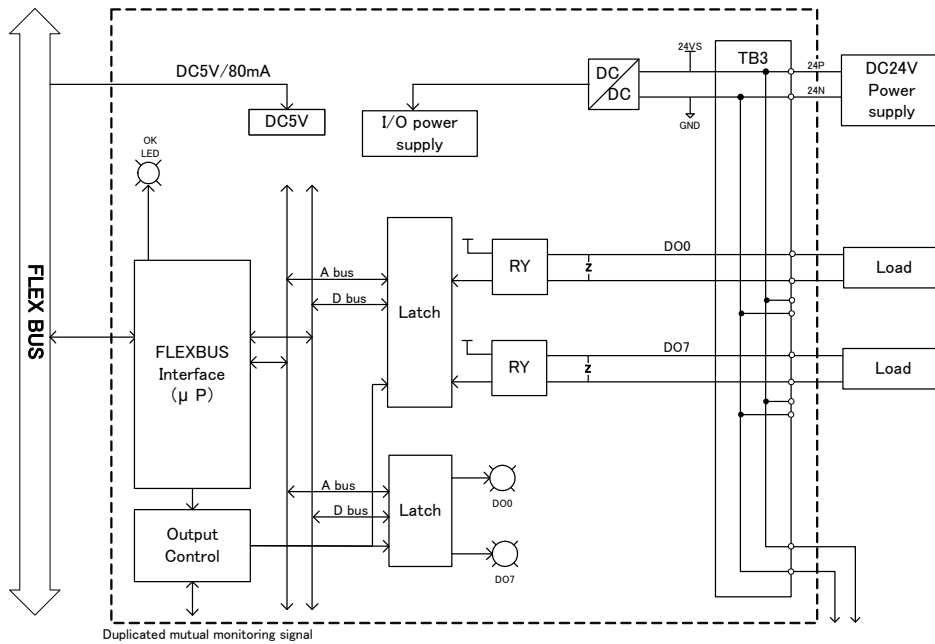 24VS
TB3
DC5V/80mA
24P
DC24V
Power
supply
DC
DC
24N
DC5V
I/O power
supply
GND
OK
LED
FLEX BUS
DO0
RY
Z
Load
A bus
D bus
Latch
FLEXBUS
Interface
(μ P)
DO7
RY
Z
Load
A bus
D bus
Latch
DO0
Output
Control
DO7
Duplicated mutual monitoring signal